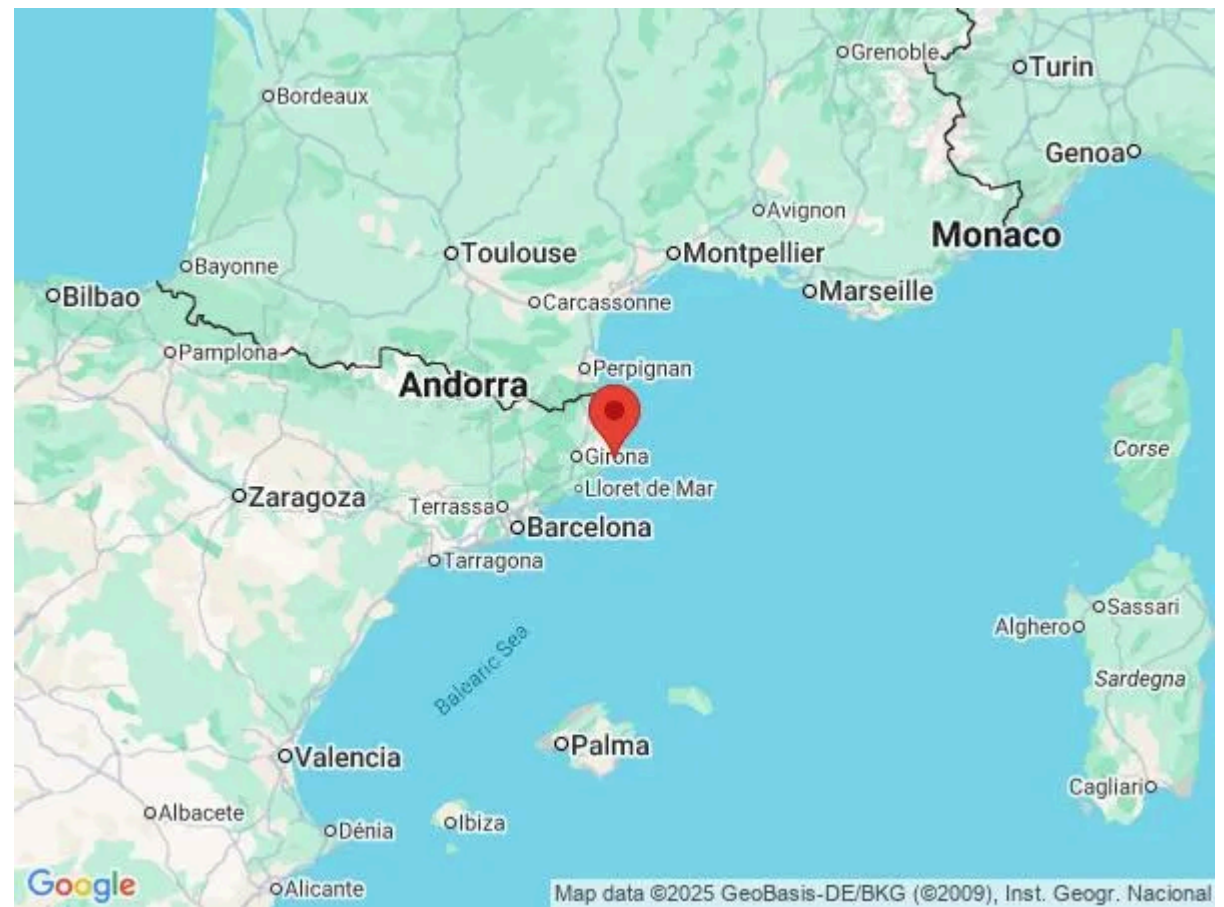 Grenoble
Turin
Bordeaux
Genoa
Avignon
Monaco
Toulouse
Montpellier
Bayonne
Marseille
Bilbao
Carcassonne
Pamplona
Perpignan
Andorra
Corse
Girona
Lloret de Mar
Zaragoza
Terrassa
Barcelona
Tarragona
Sassari
Alghero
Balearic Sea
Sardegna
Palma
Valencia
Cagliari
Albacete
Ibiza
Dénia
Google
Alicante
Map data ©2025 GeoBasis-DE/BKG (©2009), Inst. Geogr. Nacional